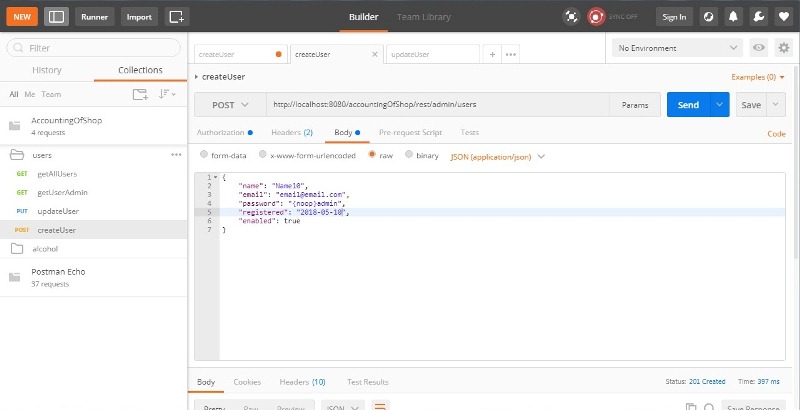 NEW Runner Import Builder Team Library SYNC OFF Sign In
Filter
History Collections
All Me Team
AccountingOfShop
4 requests
users
GET getAllUsers
GET getUserAdmin
PUT updateUser
POST createUser
alcohol
Postman Echo
37 requests
createUser createUser updateUser No Environment
createUser Examples (0)
POST http://localhost:8080/accountingOfShop/rest/admin/users Params Send Save
Authorization Headers (2) Body Pre-request Script Tests Code
form-data x-www-form-urlencoded raw binary JSON (application/json)
1 {
2 "name": "Name10",
3 "email": "email@email.com",
4 "password": "{noop}admin",
5 "registered": "2018-05-10",
6 "enabled": true
7 }
Body Cookies Headers (10) Test Results Status: 201 Created Time: 397 ms
Pretty Raw Preview JSON Save Response